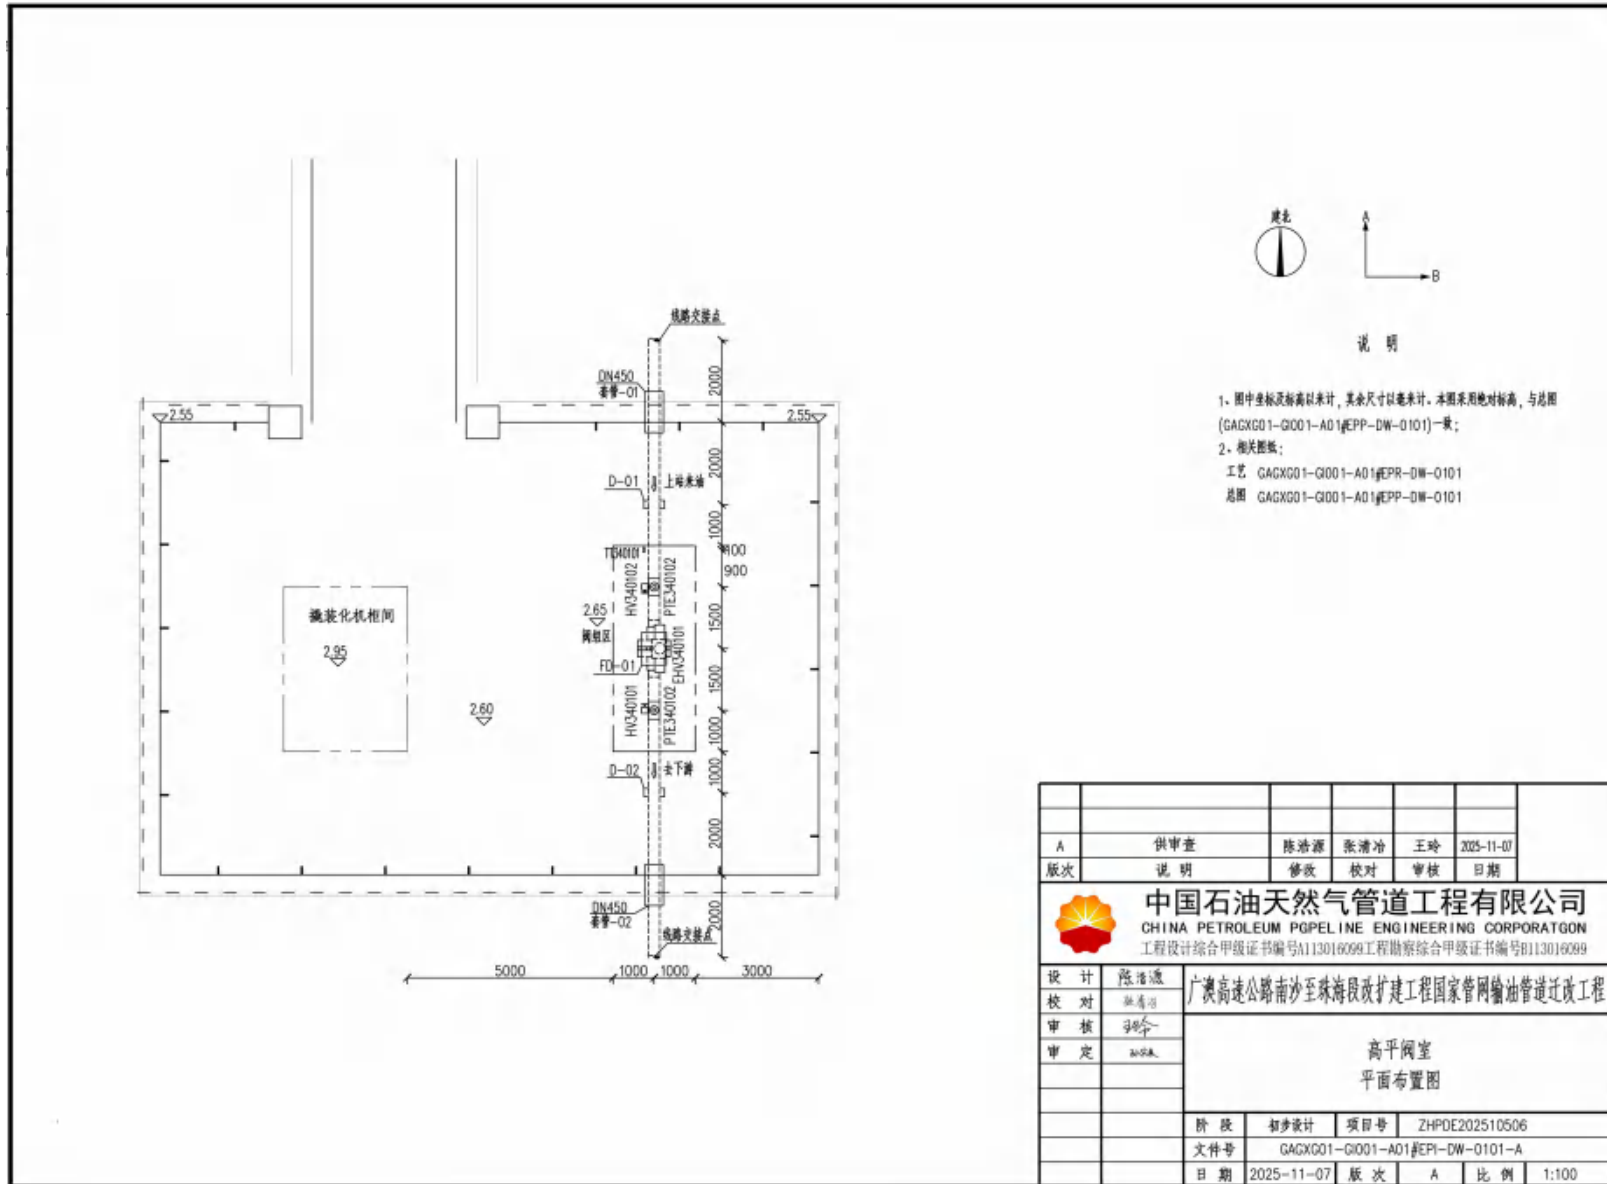 线路交接点
DN450
套管-01
2.55
2.55
2000
2000
D-01
上站来油
1000
TT340101
100
900
HV340102
PTE340102
撬装化机柜间
2.95
2.65
阀组区
1500
FD-01
EHV340101
1500
2.60
HV340101
PTE340102
1000
D-02
去下游
1000
2000
DN450
套管-02
线路交接点
2000
5000
1000
1000
3000
建北
A
B
说 明
1、图中坐标及标高以米计，其余尺寸以毫米计。本图采用绝对标高，与总图
(GAGXG01-GI001-A01#EPP-DW-0101)一致；
2、相关图纸：
工艺 GAGXG01-GI001-A01#EPR-DW-0101
总图 GAGXG01-GI001-A01#EPP-DW-0101
A 供审查 陈浩源 张清冶 王玲 2025-11-07
版次 说 明 修改 校对 审核 日期
中国石油天然气管道工程有限公司
CHINA PETROLEUM PGPELINE ENGINEERING CORPORATGON
工程设计综合甲级证书编号A113016099工程勘察综合甲级证书编号B113016099
设 计 陈浩源
校 对
审 核
审 定
广澳高速公路南沙至珠海段改扩建工程国家管网输油管道迁改工程
高平阀室
平面布置图
阶 段 初步设计 项目号 ZHPDE202510506
文件号 GAGXG01-GI001-A01#EPI-DW-0101-A
日 期 2025-11-07 版 次 A 比 例 1:100